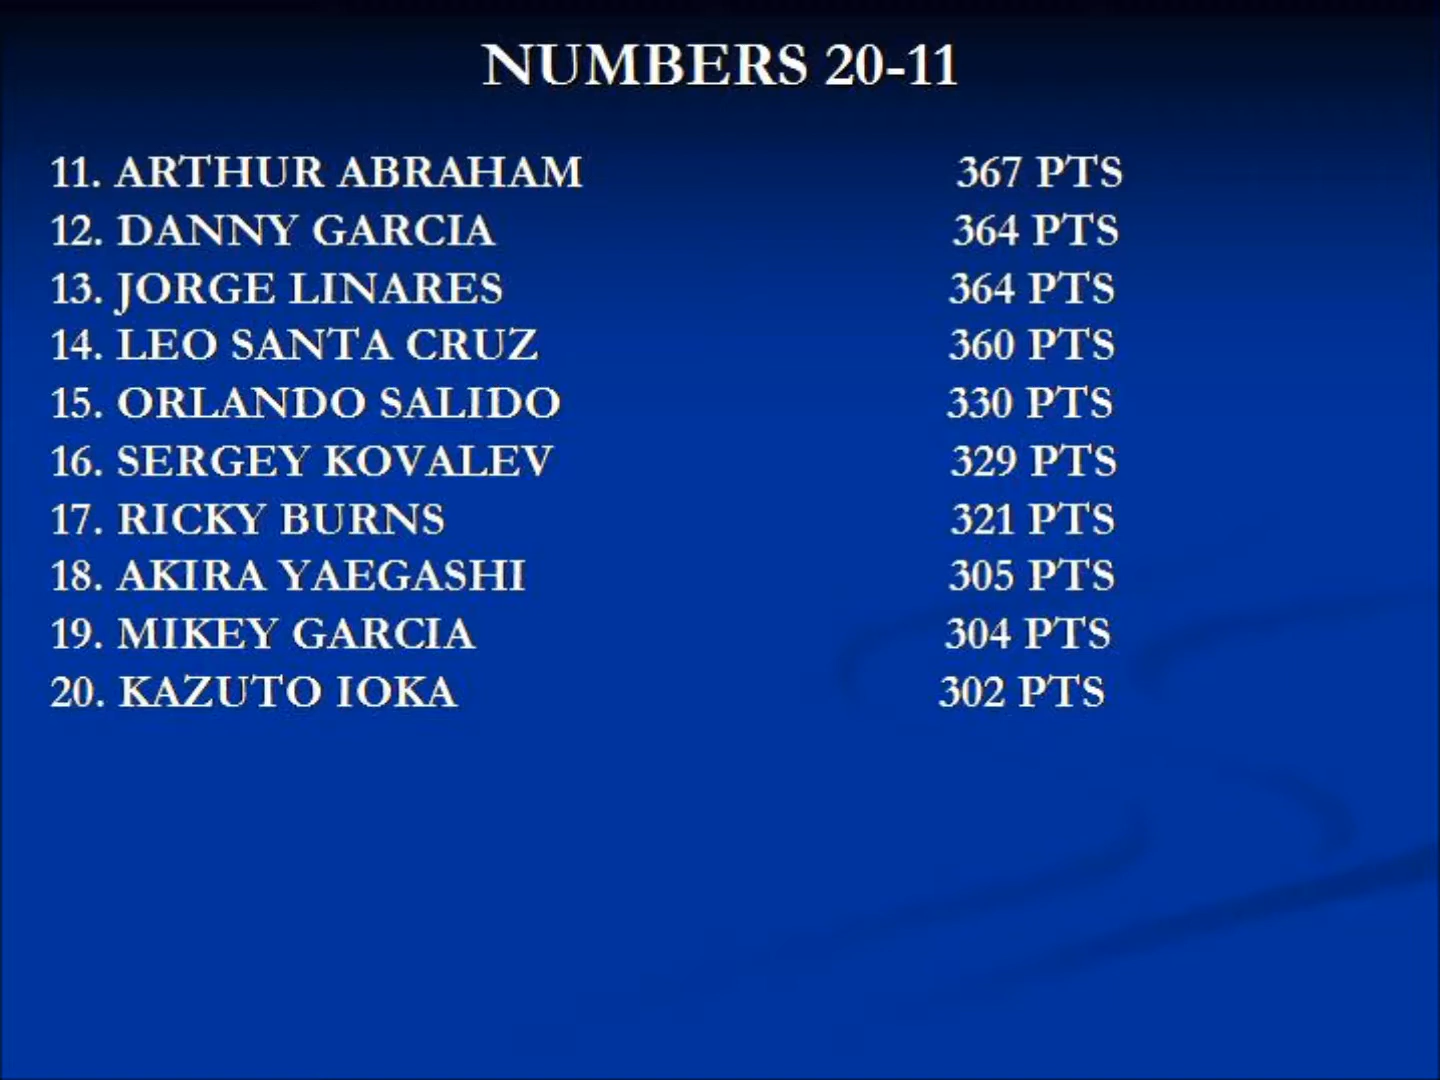 NUMBERS 20-11
11. ARTHUR ABRAHAM 367 PTS
12. DANNY GARCIA 364 PTS
13. JORGE LINARES 364 PTS
14. LEO SANTA CRUZ 360 PTS
15. ORLANDO SALIDO 330 PTS
16. SERGEY KOVALEV 329 PTS
17. RICKY BURNS 321 PTS
18. AKIRA YAEGASHI 305 PTS
19. MIKEY GARCIA 304 PTS
20. KAZUTO IOKA 302 PTS